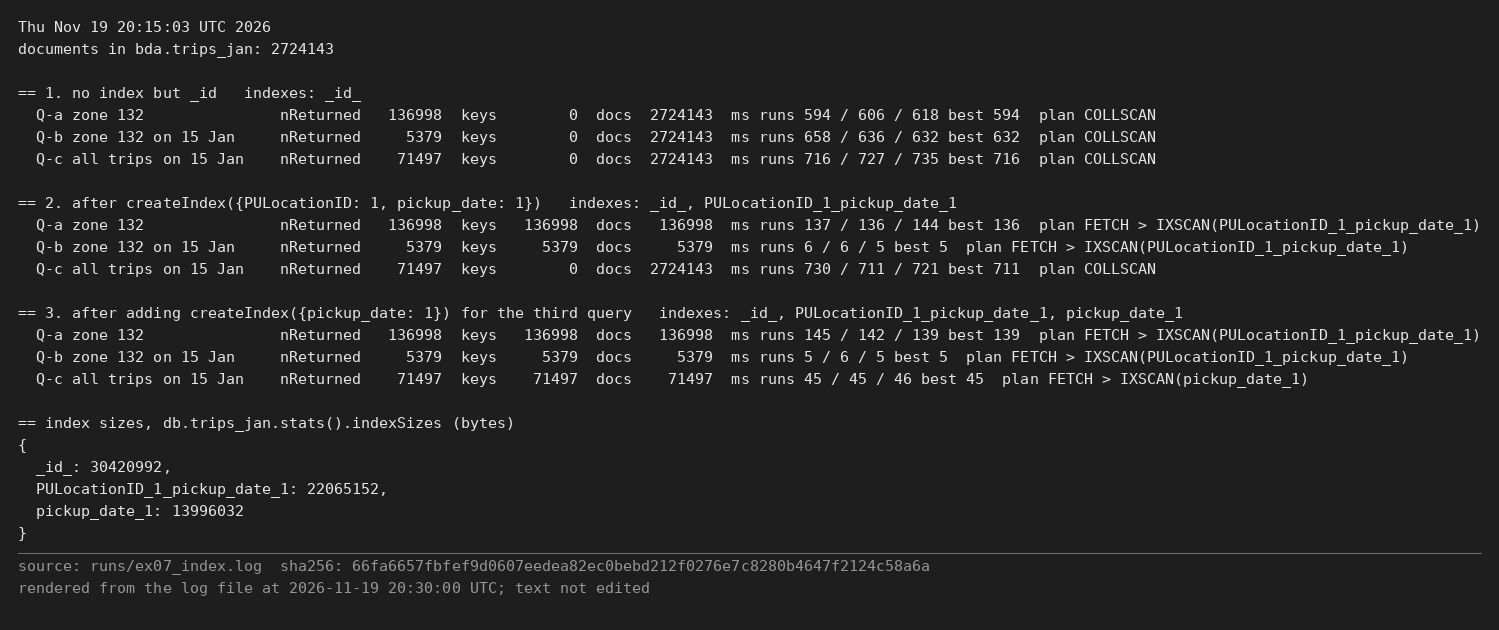 Thu Nov 19 20:15:03 UTC 2026
documents in bda.trips_jan: 2724143
== 1. no index but _id   indexes: _id_
  Q-a zone 132               nReturned   136998  keys        0  docs  2724143  ms runs 594 / 606 / 618 best 594  plan COLLSCAN
  Q-b zone 132 on 15 Jan     nReturned     5379  keys        0  docs  2724143  ms runs 658 / 636 / 632 best 632  plan COLLSCAN
  Q-c all trips on 15 Jan    nReturned    71497  keys        0  docs  2724143  ms runs 716 / 727 / 735 best 716  plan COLLSCAN
== 2. after createIndex({PULocationID: 1, pickup_date: 1})   indexes: _id_, PULocationID_1_pickup_date_1
  Q-a zone 132               nReturned   136998  keys   136998  docs   136998  ms runs 137 / 136 / 144 best 136  plan FETCH > IXSCAN(PULocationID_1_pickup_date_1)
  Q-b zone 132 on 15 Jan     nReturned     5379  keys     5379  docs     5379  ms runs 6 / 6 / 5 best 5  plan FETCH > IXSCAN(PULocationID_1_pickup_date_1)
  Q-c all trips on 15 Jan    nReturned    71497  keys        0  docs  2724143  ms runs 730 / 711 / 721 best 711  plan COLLSCAN
== 3. after adding createIndex({pickup_date: 1}) for the third query   indexes: _id_, PULocationID_1_pickup_date_1, pickup_date_1
  Q-a zone 132               nReturned   136998  keys   136998  docs   136998  ms runs 145 / 142 / 139 best 139  plan FETCH > IXSCAN(PULocationID_1_pickup_date_1)
  Q-b zone 132 on 15 Jan     nReturned     5379  keys     5379  docs     5379  ms runs 5 / 6 / 5 best 5  plan FETCH > IXSCAN(PULocationID_1_pickup_date_1)
  Q-c all trips on 15 Jan    nReturned    71497  keys    71497  docs    71497  ms runs 45 / 45 / 46 best 45  plan FETCH > IXSCAN(pickup_date_1)
== index sizes, db.trips_jan.stats().indexSizes (bytes)
{
  _id_: 30420992,
  PULocationID_1_pickup_date_1: 22065152,
  pickup_date_1: 13996032
}
source: runs/ex07_index.log  sha256: 66fa6657fbfef9d0607eedea82ec0bebd212f0276e7c8280b4647f2124c58a6a
rendered from the log file at 2026-11-19 20:30:00 UTC; text not edited